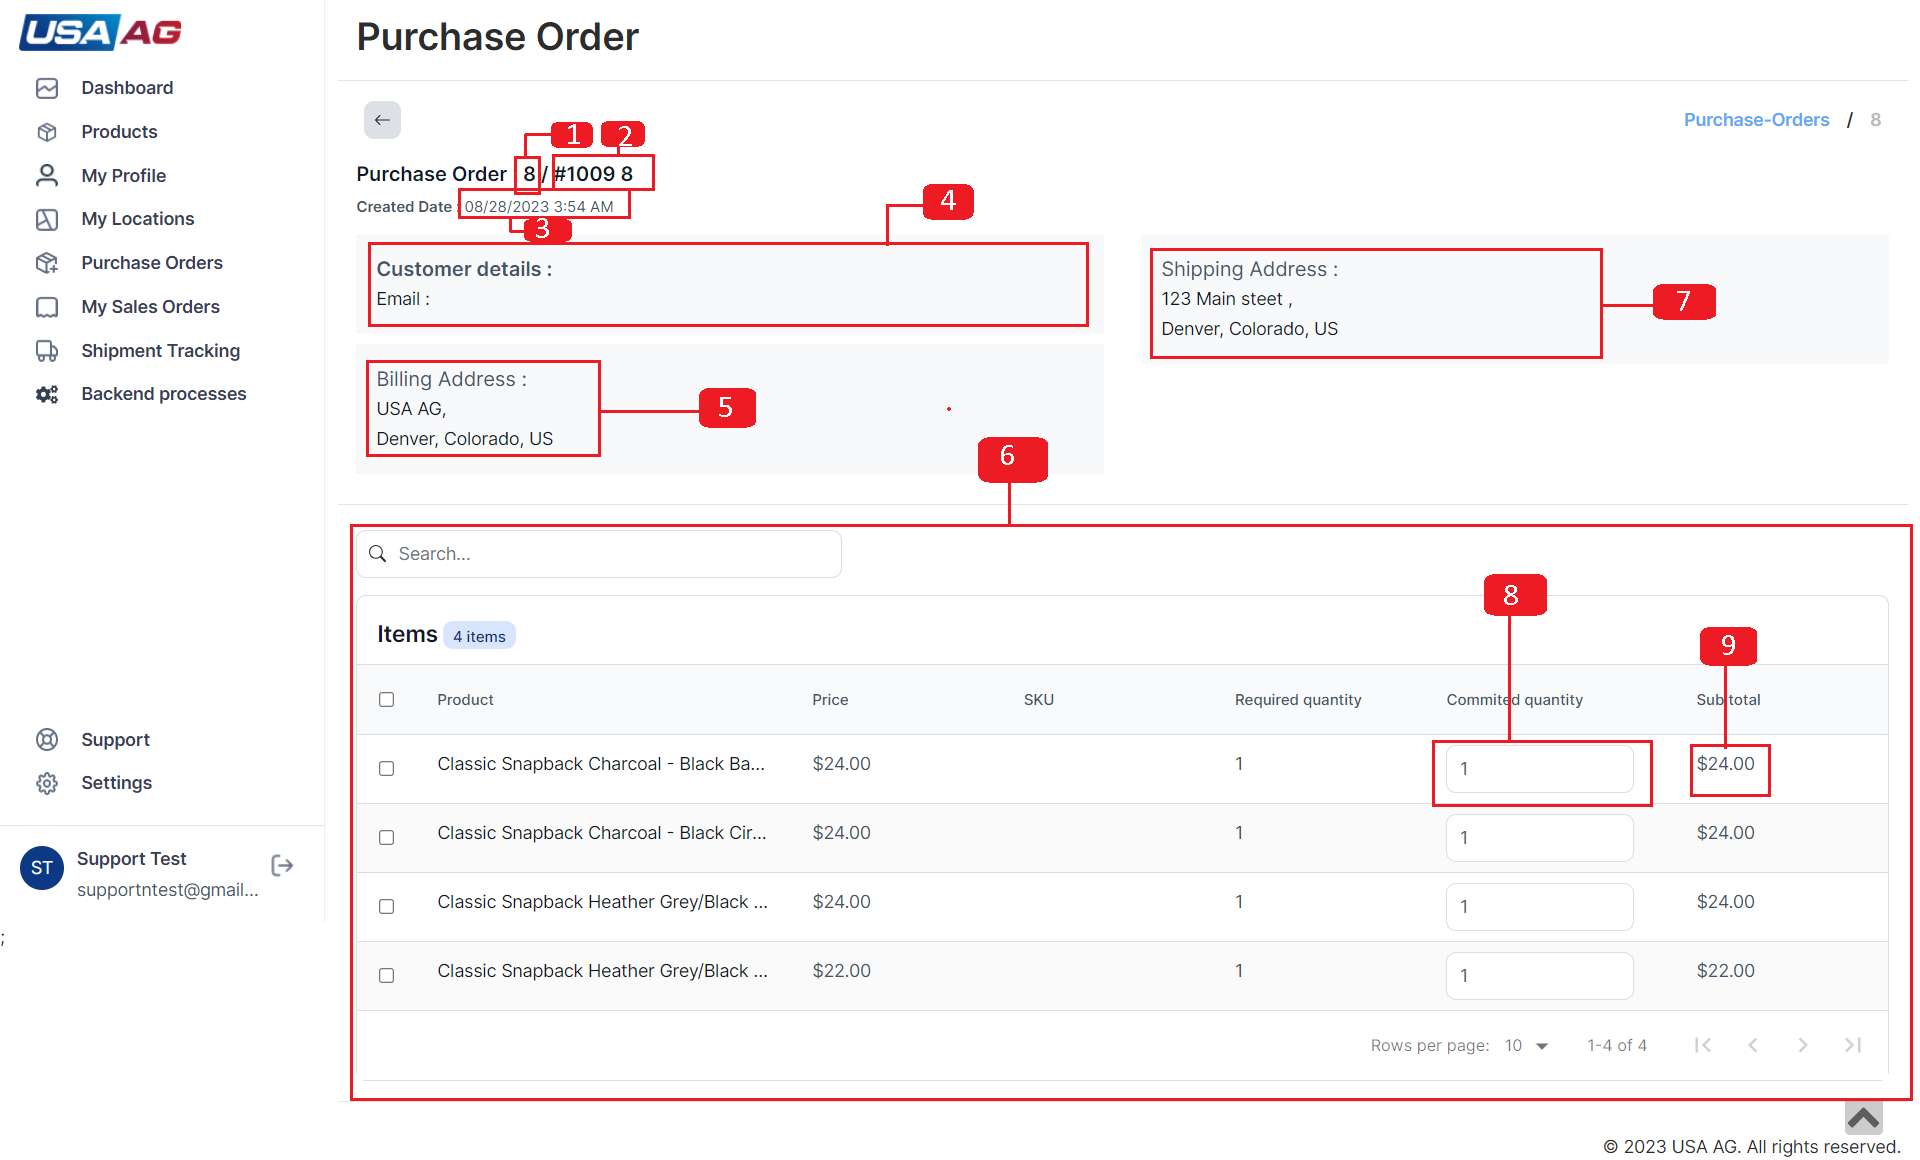 USA AG
Purchase Order
Dashboard
Products
My Profile
My Locations
Purchase Orders
My Sales Orders
Shipment Tracking
Backend processes
Support
Settings
ST
Support Test
supportntest@gmail...
;
Purchase-Orders / 8
1
2
Purchase Order : 8 / #1009 8
Created Date : 08/28/2023 3:54 AM
3
4
Customer details :
Email :
Shipping Address :
123 Main steet ,
Denver, Colorado, US
7
Billing Address :
USA AG,
Denver, Colorado, US
5
6
Search...
8
Items 4 items
9
Product Price SKU Required quantity Commited quantity Sub total
Classic Snapback Charcoal - Black Ba... $24.00 1 1 $24.00
Classic Snapback Charcoal - Black Cir... $24.00 1 1 $24.00
Classic Snapback Heather Grey/Black ... $24.00 1 1 $24.00
Classic Snapback Heather Grey/Black ... $22.00 1 1 $22.00
Rows per page: 10 1-4 of 4
© 2023 USA AG. All rights reserved.